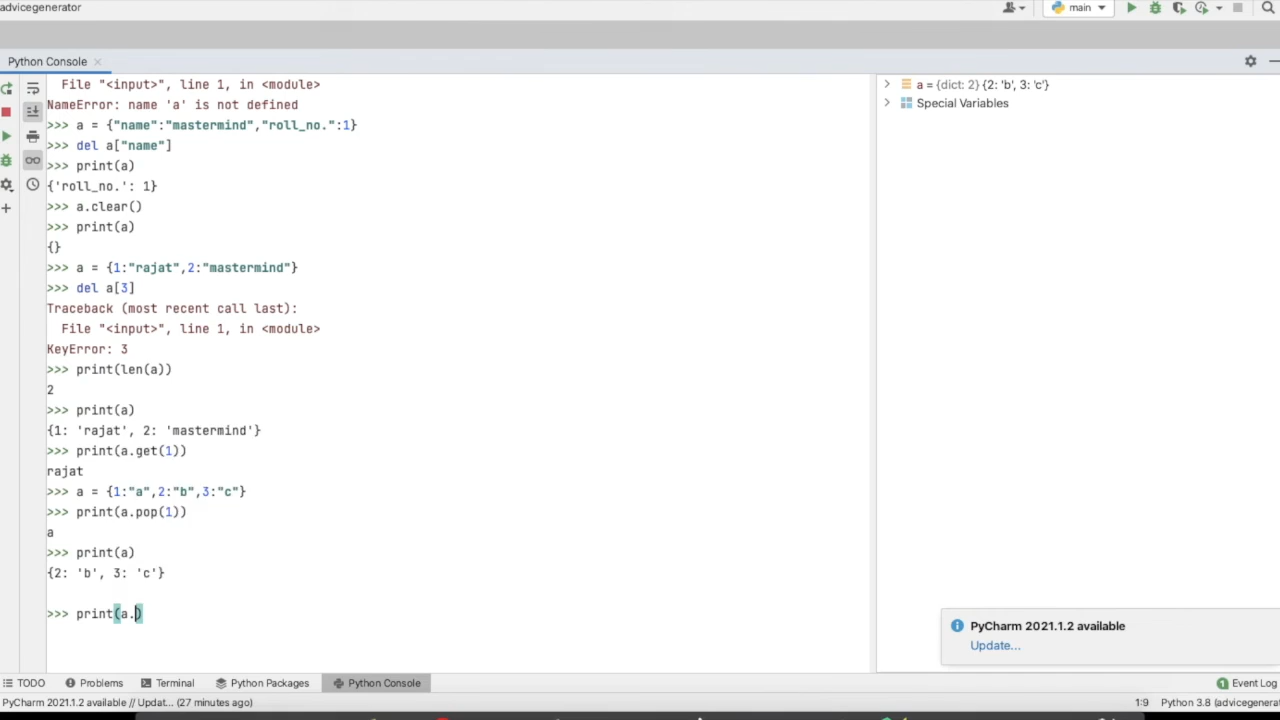 advicegenerator
main
Python Console
File "<input>", line 1, in <module>
NameError: name 'a' is not defined
>>> a = {"name":"mastermind","roll_no.":1}
>>> del a["name"]
>>> print(a)
{'roll_no.': 1}
>>> a.clear()
>>> print(a)
{}
>>> a = {1:"rajat",2:"mastermind"}
>>> del a[3]
Traceback (most recent call last):
File "<input>", line 1, in <module>
KeyError: 3
>>> print(len(a))
2
>>> print(a)
{1: 'rajat', 2: 'mastermind'}
>>> print(a.get(1))
rajat
>>> a = {1:"a",2:"b",3:"c"}
>>> print(a.pop(1))
a
>>> print(a)
{2: 'b', 3: 'c'}
>>> print(a.)
a = {dict: 2} {2: 'b', 3: 'c'}
Special Variables
PyCharm 2021.1.2 available
Update...
TODO Problems Terminal Python Packages Python Console 1 Event Log
PyCharm 2021.1.2 available // Updat... (27 minutes ago) 1:9 Python 3.8 (advicegenera